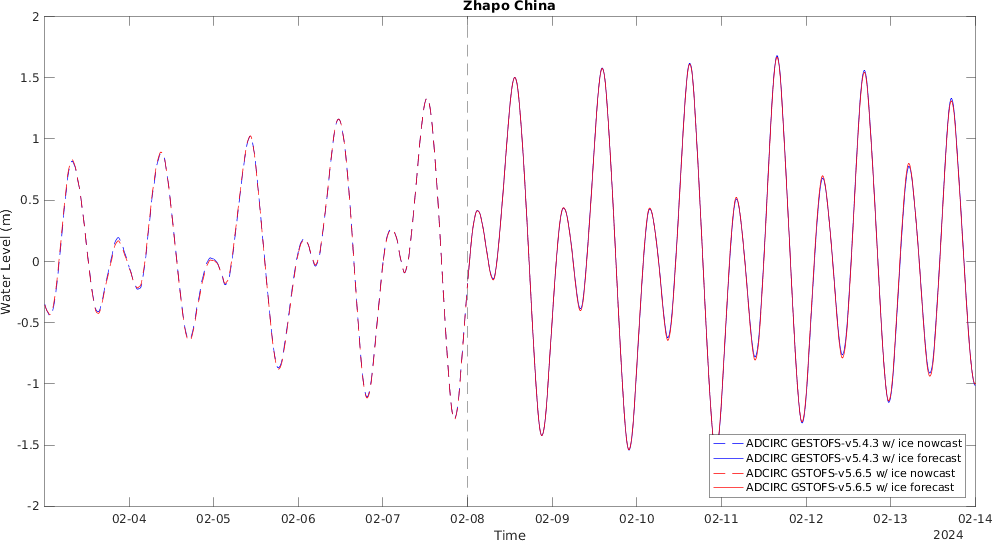 Zhapo China
2
1.5
1
0.5
0
-0.5
-1
-1.5
-2
Water Level (m)
02-04 02-05 02-06 02-07 02-08 02-09 02-10 02-11 02-12 02-13 02-14
Time
2024
ADCIRC GESTOFS-v5.4.3 w/ ice nowcast
ADCIRC GESTOFS-v5.4.3 w/ ice forecast
ADCIRC GSTOFS-v5.6.5 w/ ice nowcast
ADCIRC GSTOFS-v5.6.5 w/ ice forecast